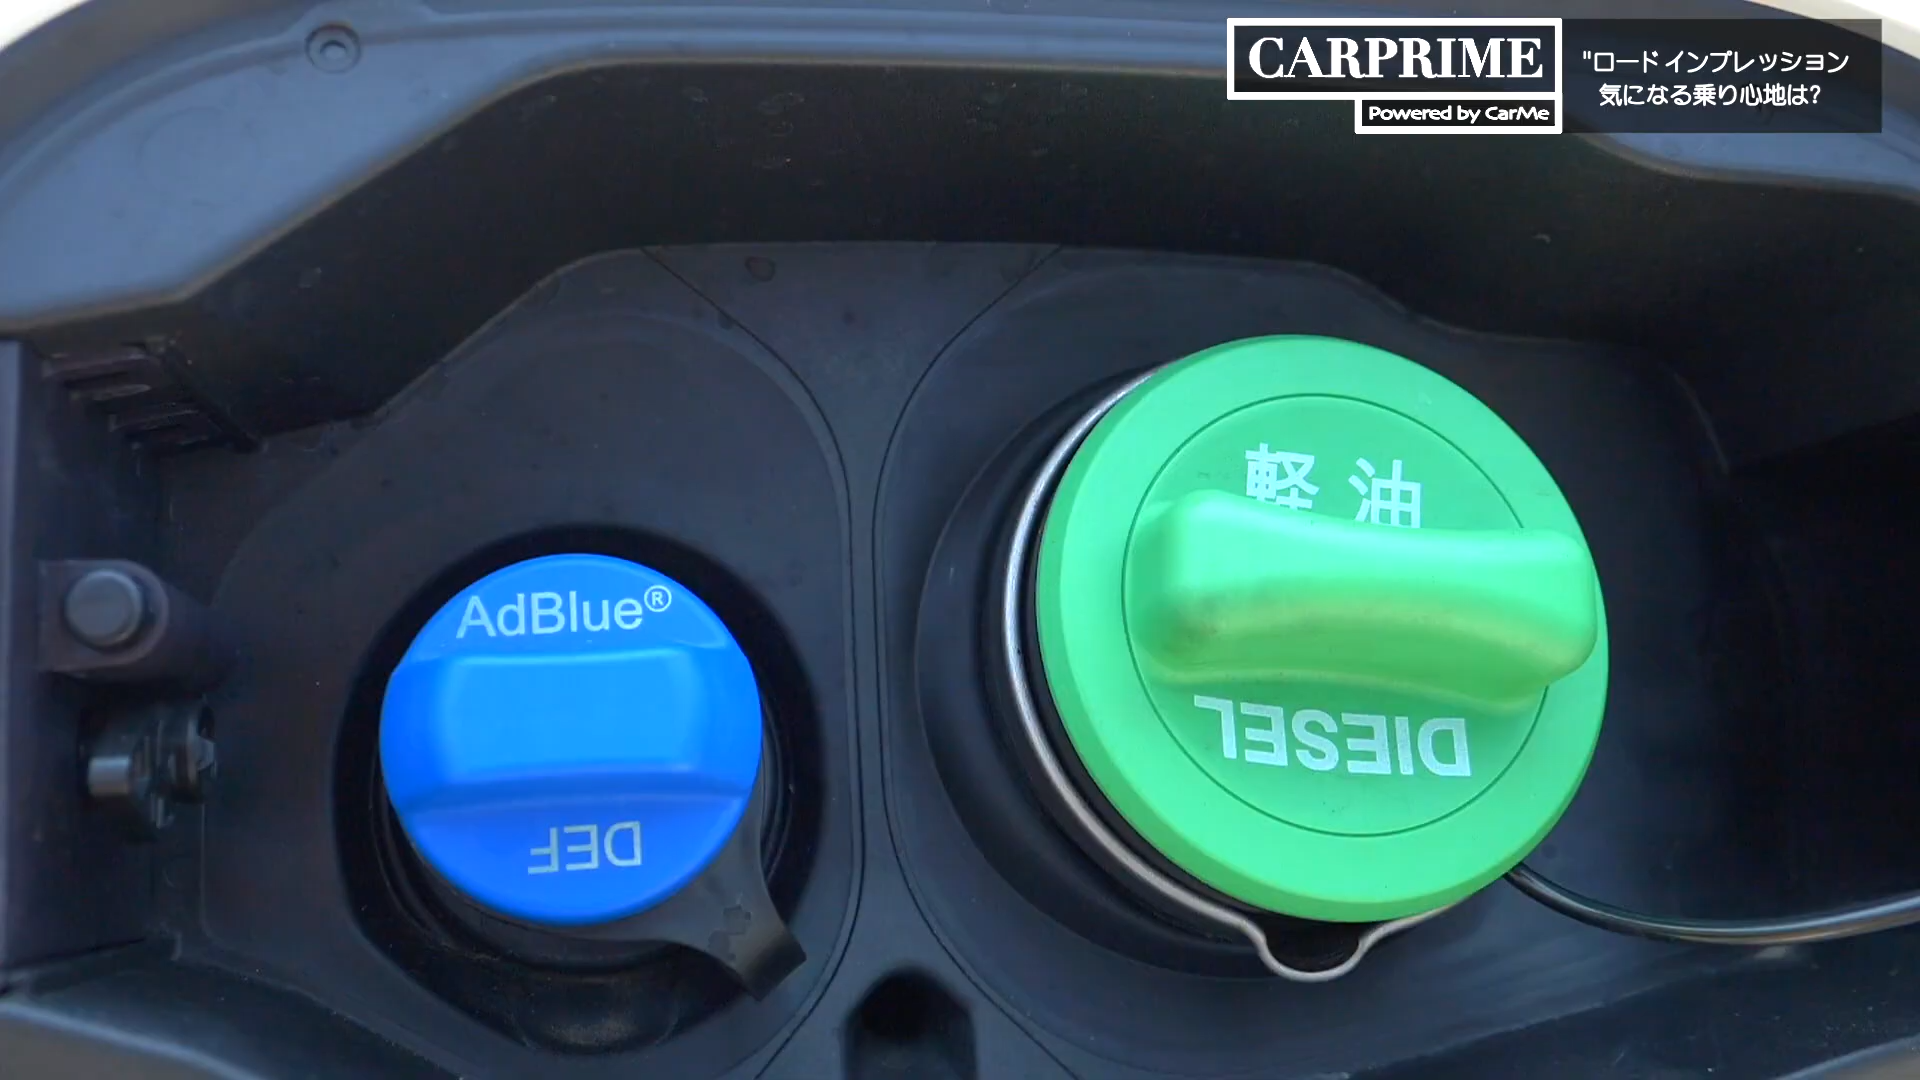 CARPRIME
Powered by CarMe
"ロードインプレッション
気になる乗り心地は?
軽油
DIESEL
AdBlue®
DEF